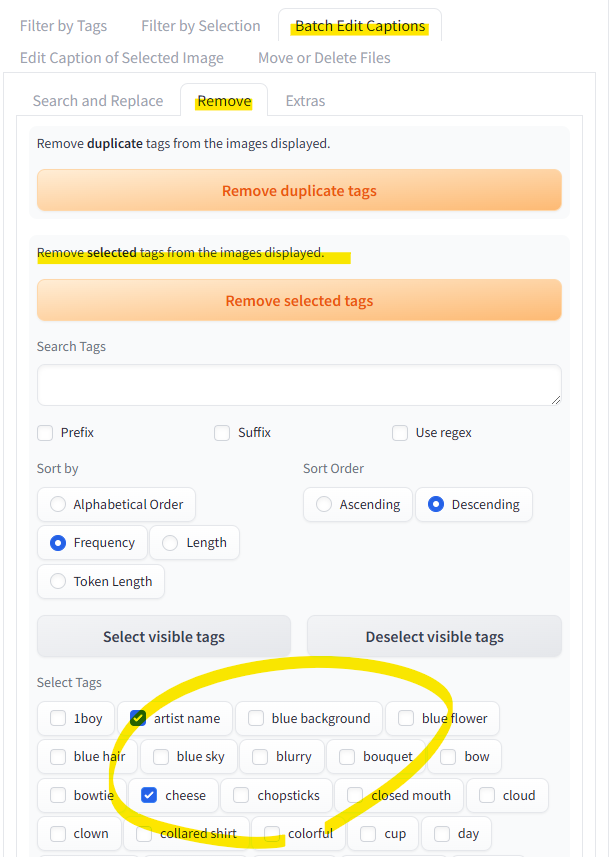 Filter by Tags Filter by Selection Batch Edit Captions
Edit Caption of Selected Image Move or Delete Files
Search and Replace Remove Extras
Remove duplicate tags from the images displayed.
Remove duplicate tags
Remove selected tags from the images displayed.
Remove selected tags
Search Tags
Prefix Suffix Use regex
Sort by Sort Order
Alphabetical Order Ascending Descending
Frequency Length
Token Length
Select visible tags Deselect visible tags
Select Tags
1boy artist name blue background blue flower
blue hair blue sky blurry bouquet bow
bowtie cheese chopsticks closed mouth cloud
clown collared shirt colorful cup day